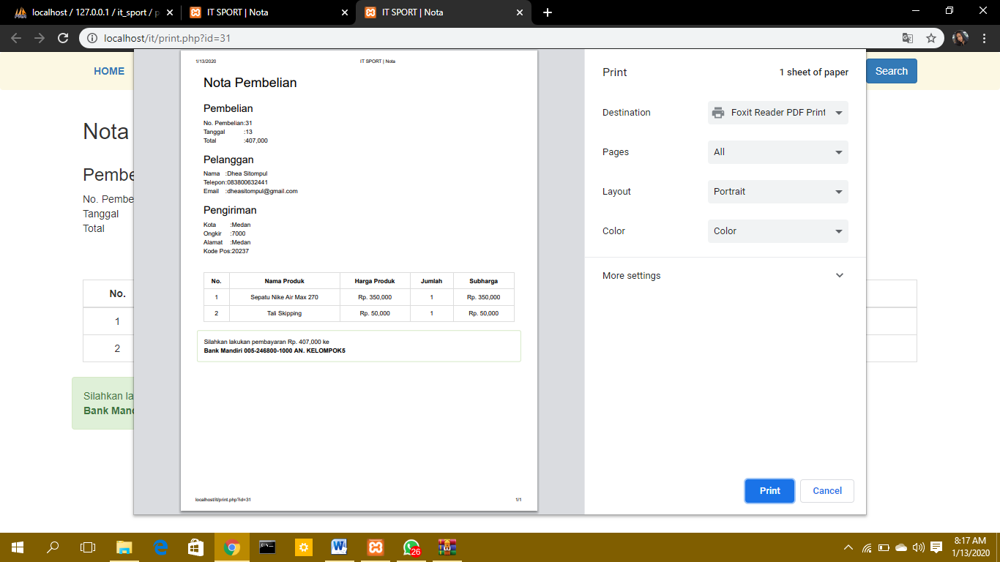 localhost / 127.0.0.1 / it_sport / p
IT SPORT | Nota
IT SPORT | Nota
localhost/it/print.php?id=31
HOME
Search
Nota
Pembe
No. Pembe
Tanggal
Total
No.
1
2
Silahkan la
Bank Mand
1/13/2020 IT SPORT | Nota
Nota Pembelian
Pembelian
No. Pembelian:31
Tanggal :13
Total :407,000
Pelanggan
Nama :Dhea Sitompul
Telepon:083800632441
Email :dheasitompul@gmail.com
Pengiriman
Kota :Medan
Ongkir :7000
Alamat :Medan
Kode Pos:20237
No. Nama Produk Harga Produk Jumlah Subharga
1 Sepatu Nike Air Max 270 Rp. 350,000 1 Rp. 350,000
2 Tali Skipping Rp. 50,000 1 Rp. 50,000
Silahkan lakukan pembayaran Rp. 407,000 ke
Bank Mandiri 005-246800-1000 AN. KELOMPOK5
localhost/it/print.php?id=31 1/1
Print 1 sheet of paper
Destination Foxit Reader PDF Print
Pages All
Layout Portrait
Color Color
More settings
Print Cancel
26
8:17 AM
1/13/2020